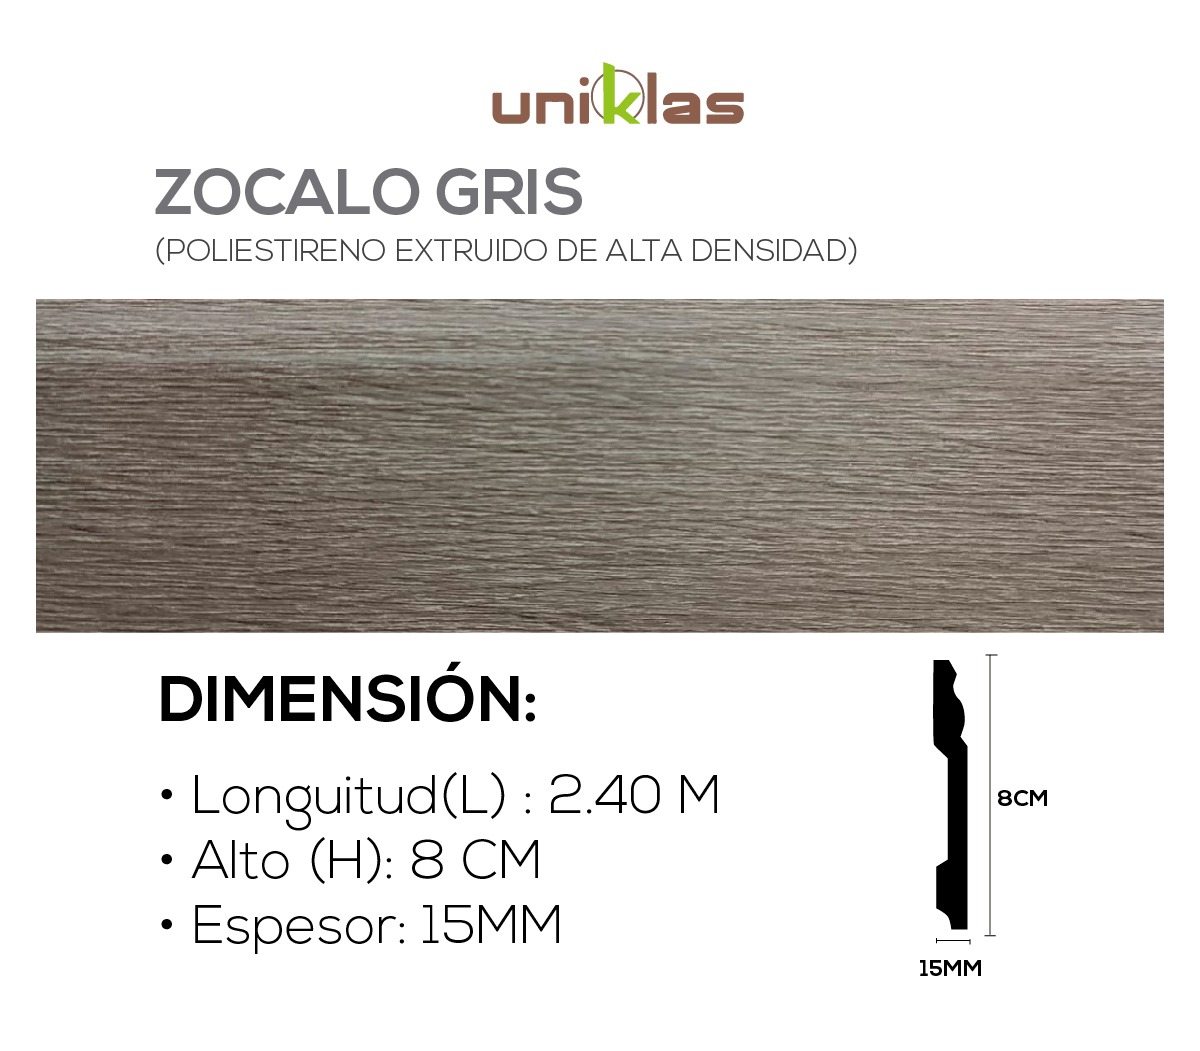 uniklas
ZOCALO GRIS
(POLIESTIRENO EXTRUIDO DE ALTA DENSIDAD)
DIMENSIÓN:
• Longuitud(L) : 2.40 M
• Alto (H): 8 CM
• Espesor: 15MM
8CM
15MM